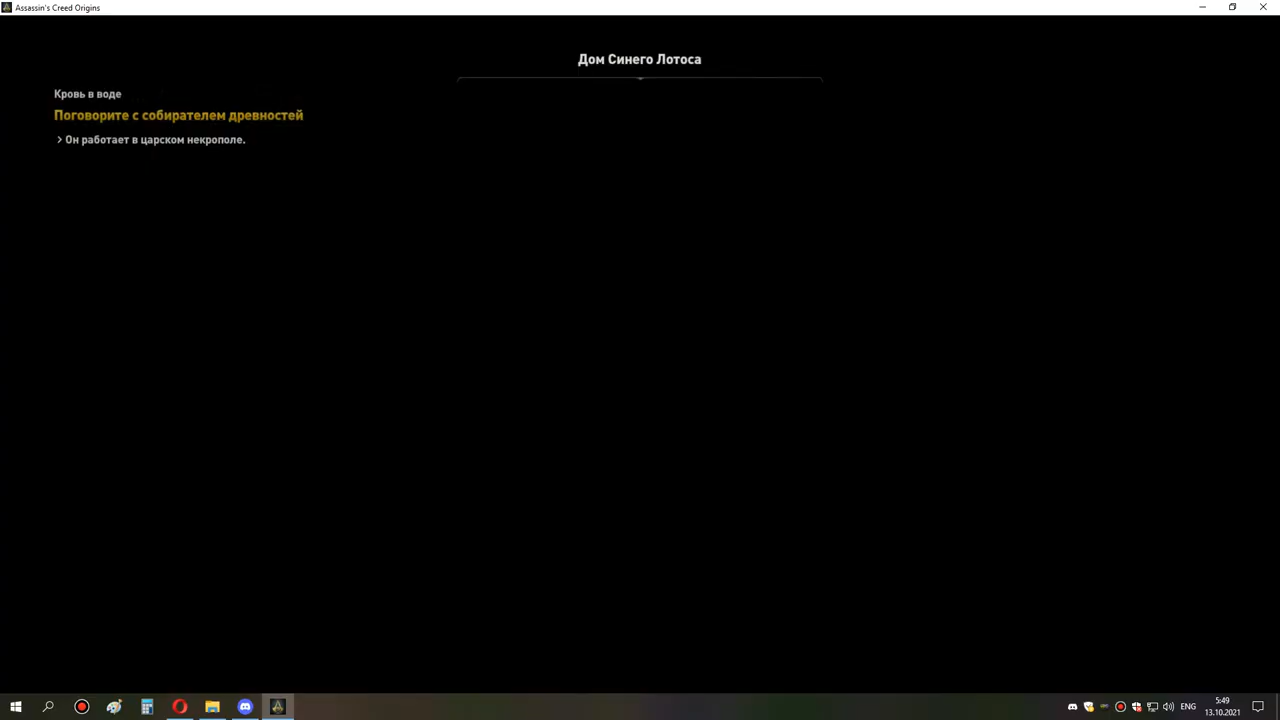 Assassin's Creed Origins
Дом Синего Лотоса
Кровь в воде
Поговорите с собирателем древностей
Он работает в царском некрополе.
5:49
ENG
13.10.2021